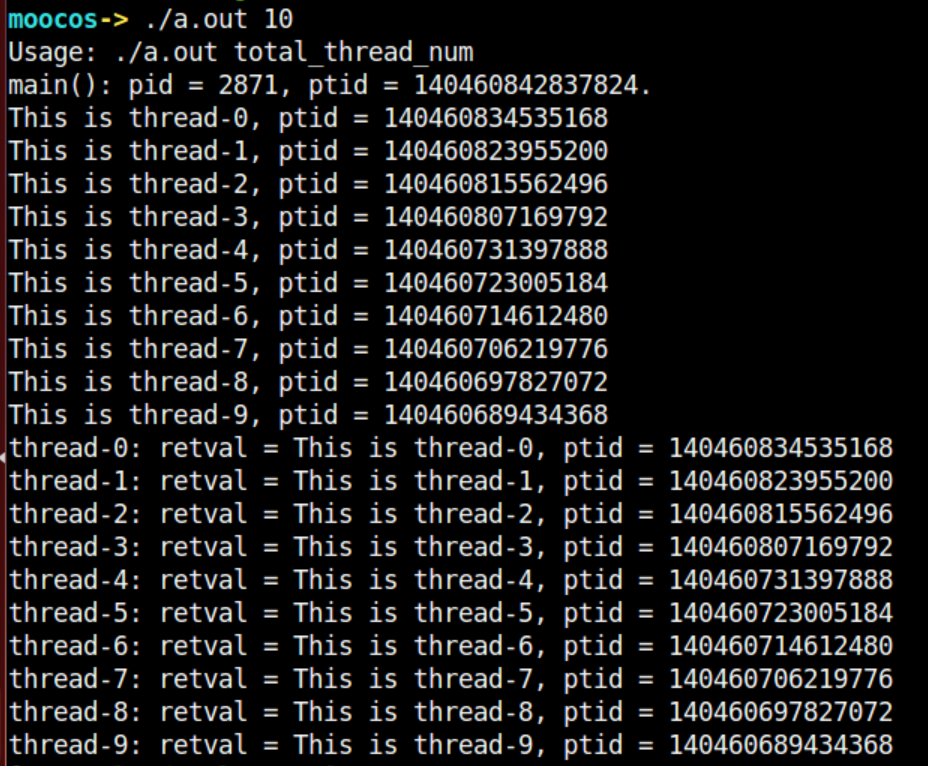 moocos-> ./a.out 10
Usage: ./a.out total_thread_num
main(): pid = 2871, ptid = 140460842837824.
This is thread-0, ptid = 140460834535168
This is thread-1, ptid = 140460823955200
This is thread-2, ptid = 140460815562496
This is thread-3, ptid = 140460807169792
This is thread-4, ptid = 140460731397888
This is thread-5, ptid = 140460723005184
This is thread-6, ptid = 140460714612480
This is thread-7, ptid = 140460706219776
This is thread-8, ptid = 140460697827072
This is thread-9, ptid = 140460689434368
thread-0: retval = This is thread-0, ptid = 140460834535168
thread-1: retval = This is thread-1, ptid = 140460823955200
thread-2: retval = This is thread-2, ptid = 140460815562496
thread-3: retval = This is thread-3, ptid = 140460807169792
thread-4: retval = This is thread-4, ptid = 140460731397888
thread-5: retval = This is thread-5, ptid = 140460723005184
thread-6: retval = This is thread-6, ptid = 140460714612480
thread-7: retval = This is thread-7, ptid = 140460706219776
thread-8: retval = This is thread-8, ptid = 140460697827072
thread-9: retval = This is thread-9, ptid = 140460689434368